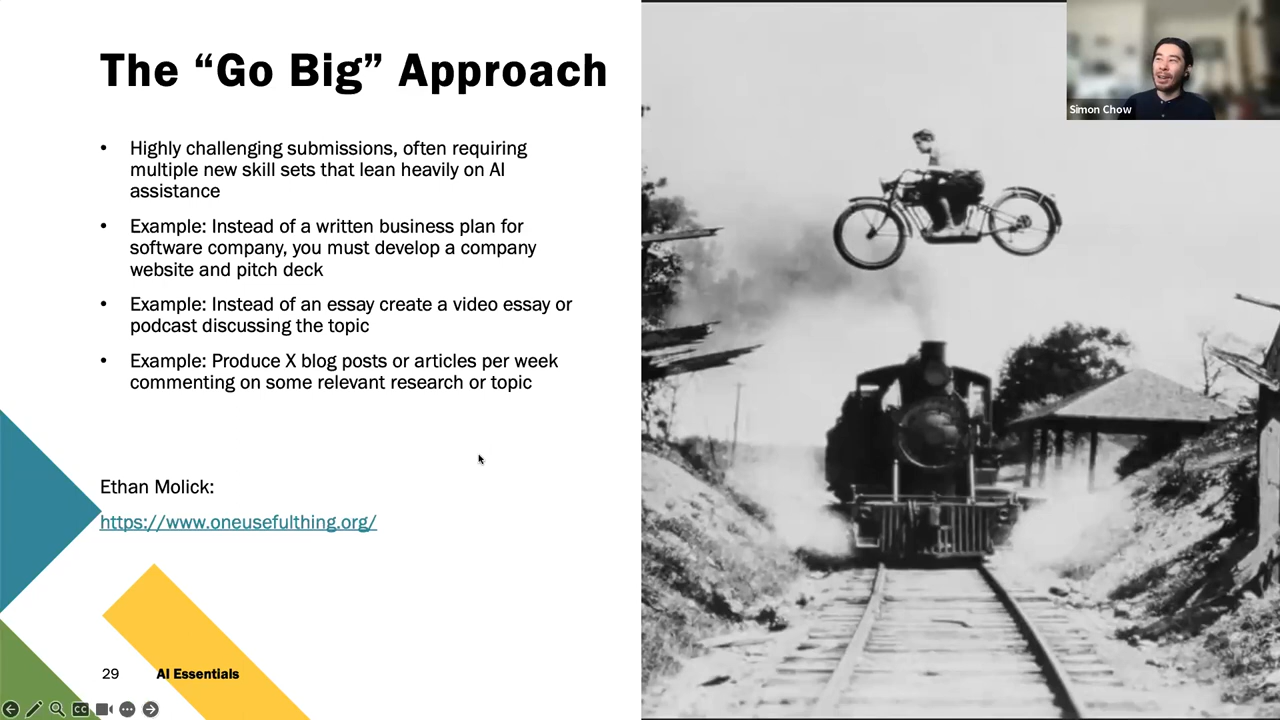 The “Go Big” Approach
• Highly challenging submissions, often requiring
multiple new skill sets that lean heavily on AI
assistance
• Example: Instead of a written business plan for
software company, you must develop a company
website and pitch deck
• Example: Instead of an essay create a video essay or
podcast discussing the topic
• Example: Produce X blog posts or articles per week
commenting on some relevant research or topic
Ethan Molick:
https://www.oneusefulthing.org/
29 AI Essentials
CC
Simon Chow